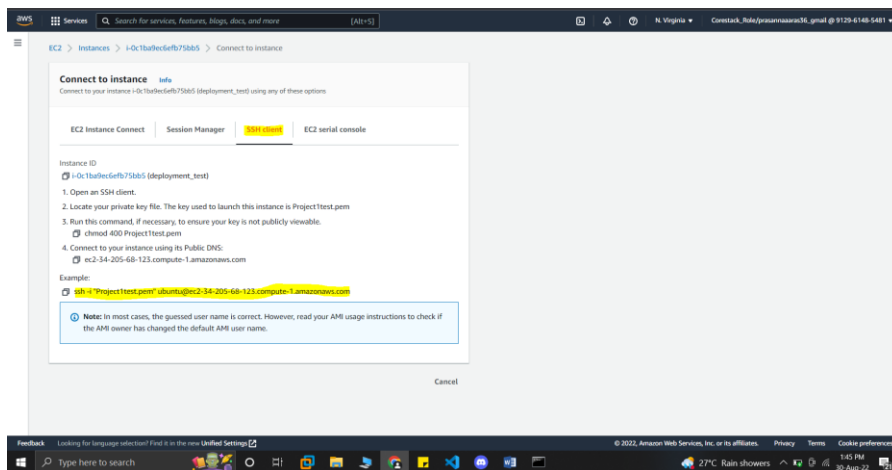 aws Services Search for services, features, blogs, docs, and more [Alt+S] N. Virginia Corestack_Role/prasannaaaras36_gmail @ 9129-6148-5481
EC2 > Instances > i-0c1ba9ec6efb75bb5 > Connect to instance
Connect to instance Info
Connect to your instance i-0c1ba9ec6efb75bb5 (deployment_test) using any of these options
EC2 Instance Connect Session Manager SSH client EC2 serial console
Instance ID
i-0c1ba9ec6efb75bb5 (deployment_test)
1. Open an SSH client.
2. Locate your private key file. The key used to launch this instance is Project1test.pem
3. Run this command, if necessary, to ensure your key is not publicly viewable.
chmod 400 Project1test.pem
4. Connect to your instance using its Public DNS:
ec2-34-205-68-123.compute-1.amazonaws.com
Example:
ssh -i "Project1test.pem" ubuntu@ec2-34-205-68-123.compute-1.amazonaws.com
Note: In most cases, the guessed user name is correct. However, read your AMI usage instructions to check if
the AMI owner has changed the default AMI user name.
Cancel
Feedback Looking for language selection? Find it in the new Unified Settings © 2022, Amazon Web Services, Inc. or its affiliates. Privacy Terms Cookie preferences
Type here to search 27°C Rain showers 1:45 PM
30-Aug-22